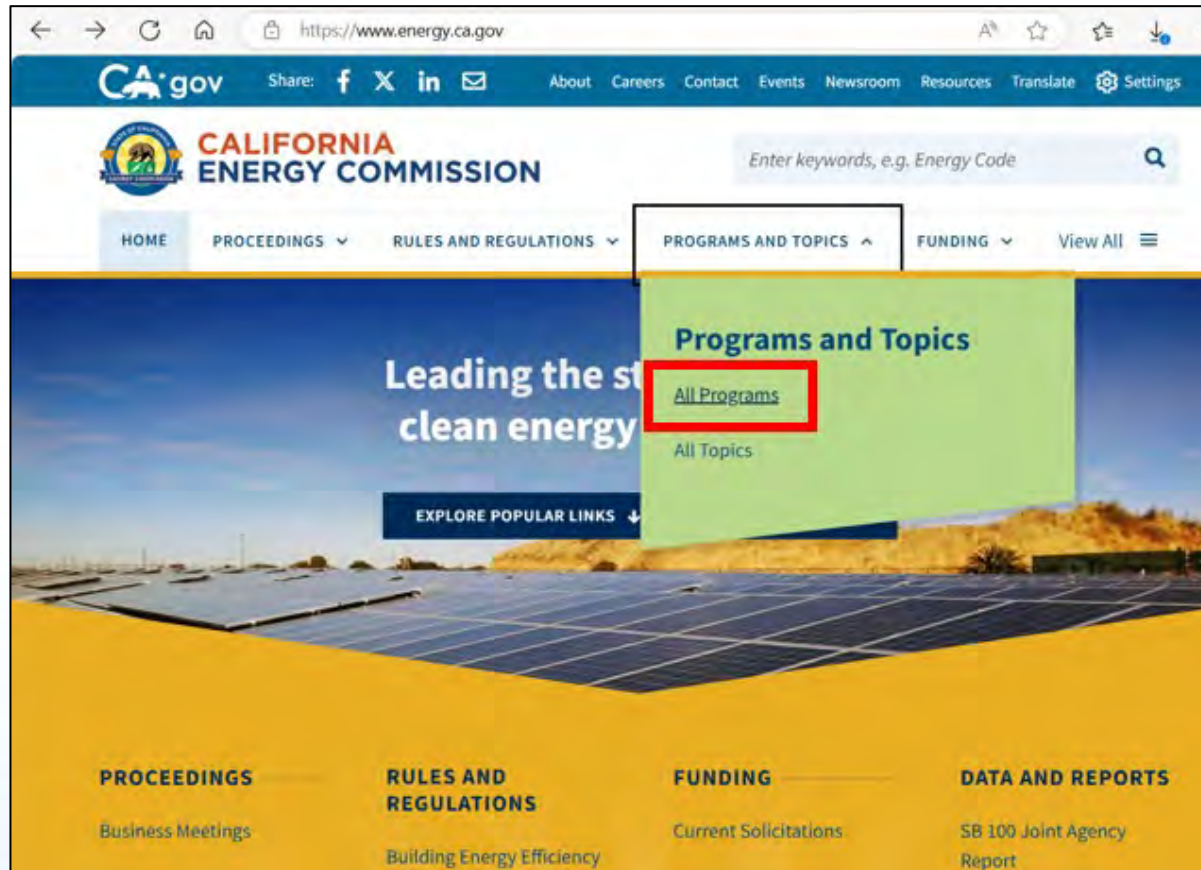 https://www.energy.ca.gov
CA.gov Share: About Careers Contact Events Newsroom Resources Translate Settings
CALIFORNIA
ENERGY COMMISSION
Enter keywords, e.g. Energy Code
HOME PROCEEDINGS RULES AND REGULATIONS PROGRAMS AND TOPICS FUNDING View All
Programs and Topics
Leading the st
All Programs
clean energy
All Topics
EXPLORE POPULAR LINKS
PROCEEDINGS
Business Meetings
RULES AND
REGULATIONS
Building Energy Efficiency
FUNDING
Current Solicitations
DATA AND REPORTS
SB 100 Joint Agency
Report